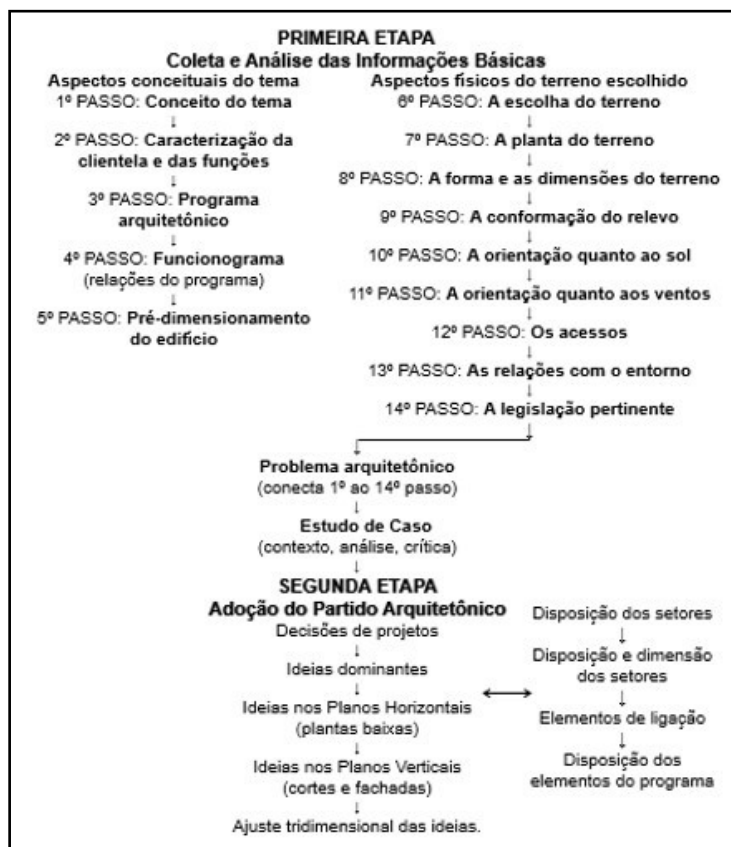 PRIMEIRA ETAPA
Coleta e Análise das Informações Básicas
Aspectos conceituais do tema
1º PASSO: Conceito do tema
↓
2º PASSO: Caracterização da
clientela e das funções
↓
3º PASSO: Programa
arquitetônico
↓
4º PASSO: Funcionograma
(relações do programa)
↓
5º PASSO: Pré-dimensionamento
do edifício
Aspectos físicos do terreno escolhido
6º PASSO: A escolha do terreno
↓
7º PASSO: A planta do terreno
↓
8º PASSO: A forma e as dimensões do terreno
↓
9º PASSO: A conformação do relevo
↓
10º PASSO: A orientação quanto ao sol
↓
11º PASSO: A orientação quanto aos ventos
↓
12º PASSO: Os acessos
↓
13º PASSO: As relações com o entorno
↓
14º PASSO: A legislação pertinente
↓
Problema arquitetônico
(conecta 1º ao 14º passo)
↓
Estudo de Caso
(contexto, análise, crítica)
↓
SEGUNDA ETAPA
Adoção do Partido Arquitetônico
Decisões de projetos
↓
Ideias dominantes
↓
Ideias nos Planos Horizontais
(plantas baixas)
↓
Ideias nos Planos Verticais
(cortes e fachadas)
↓
Ajuste tridimensional das ideias.
↔
Disposição dos setores
↓
Disposição e dimensão
dos setores
↓
Elementos de ligação
↓
Disposição dos
elementos do programa